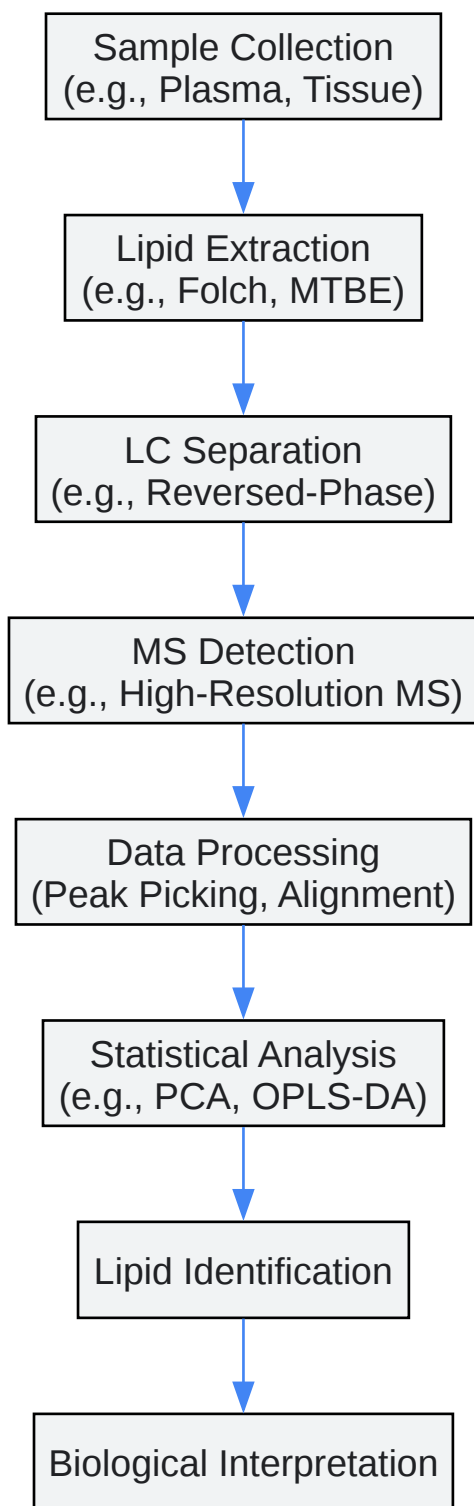 Sample Collection
(e.g., Plasma, Tissue)
Lipid Extraction
(e.g., Folch, MTBE)
LC Separation
(e.g., Reversed-Phase)
MS Detection
(e.g., High-Resolution MS)
Data Processing
(Peak Picking, Alignment)
Statistical Analysis
(e.g., PCA, OPLS-DA)
Lipid Identification
Biological Interpretation